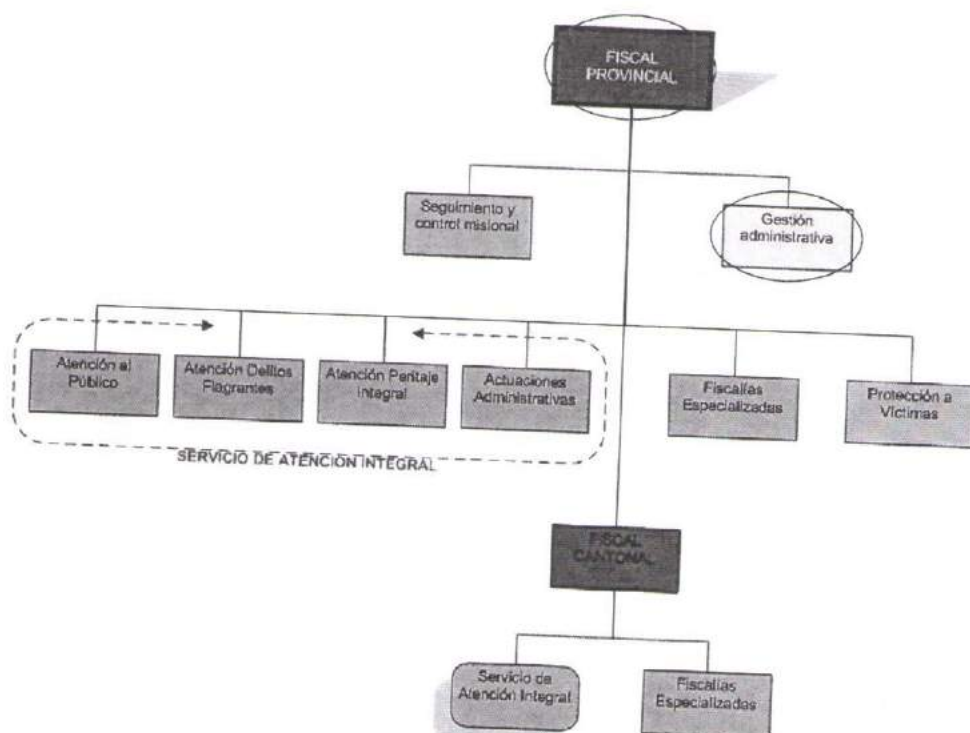 FISCAL
PROVINCIAL
Seguimiento y
control misional
Gestión
administrativa
Atención al
Público
Atención Delitos
Flagrantes
Atención Peritaje
Integral
Actuaciones
Administrativas
Fiscalías
Especializadas
Protección a
Víctimas
SERVICIO DE ATENCIÓN INTEGRAL
FISCAL
CANTONAL
Servicio de
Atención Integral
Fiscalías
Especializadas